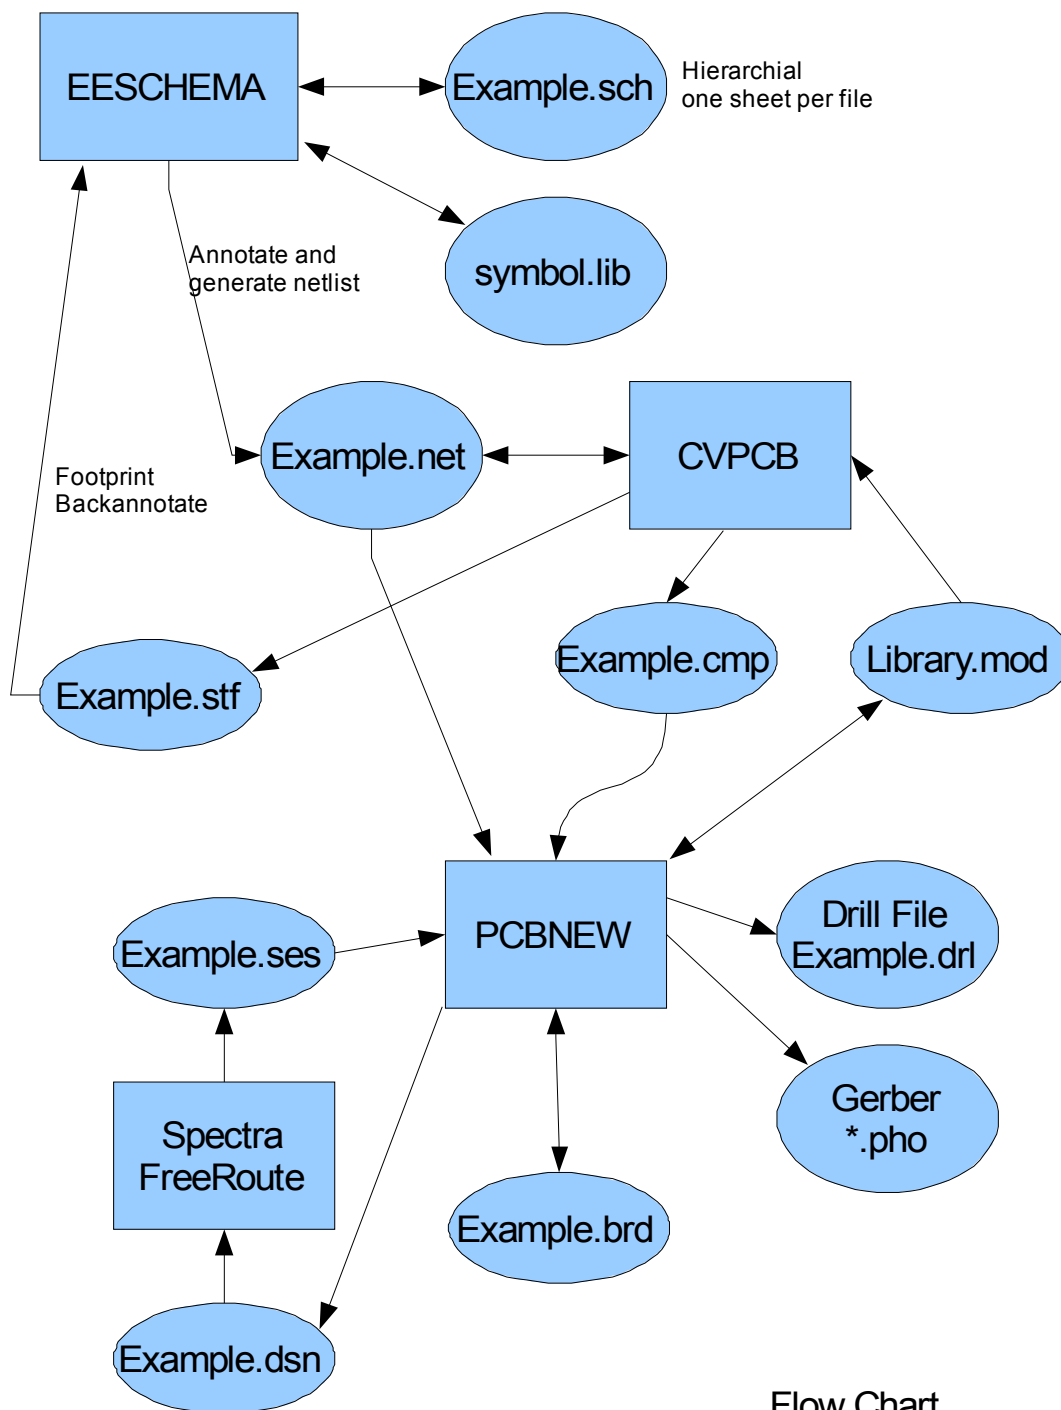 EESCHEMA
Example.sch
Hierarchial
one sheet per file
symbol.lib
Annotate and
generate netlist
Example.net
CVPCB
Footprint
Backannotate
Example.stf
Example.cmp
Library.mod
Example.ses
PCBNEW
Drill File
Example.drl
Gerber
*.pho
Spectra
FreeRoute
Example.brd
Example.dsn
Flow Chart